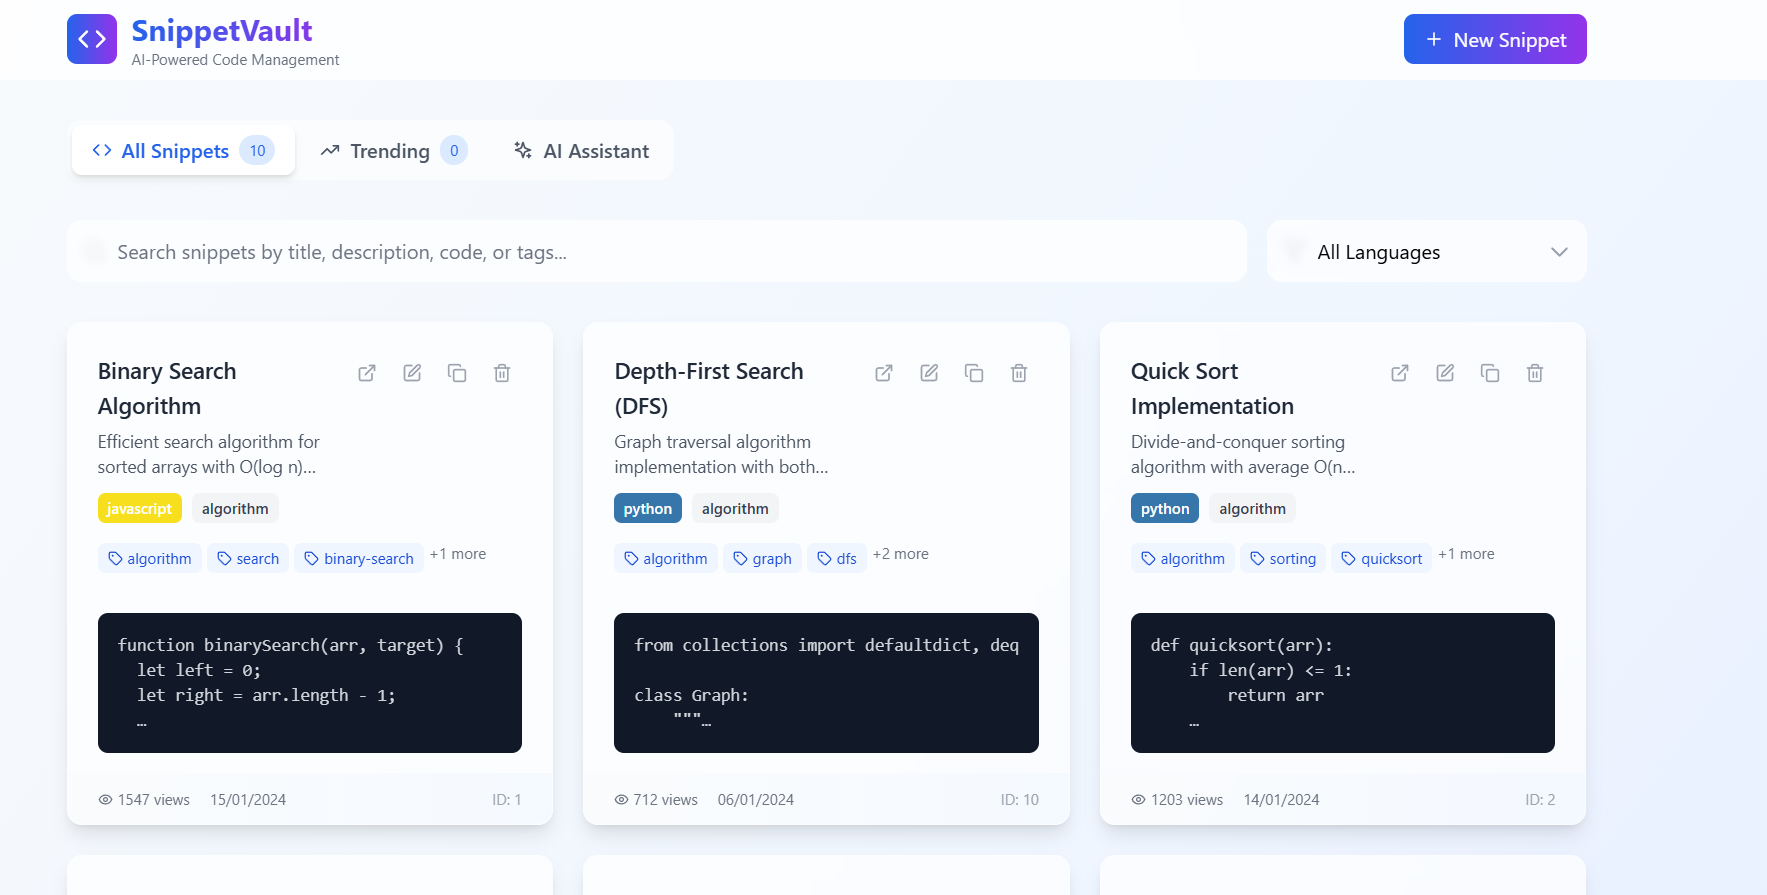 SnippetVault
AI-Powered Code Management
+ New Snippet
All Snippets 10
Trending 0
AI Assistant
Search snippets by title, description, code, or tags...
All Languages
Binary Search
Algorithm
Efficient search algorithm for
sorted arrays with O(log n)...
javascript algorithm
algorithm search binary-search +1 more
function binarySearch(arr, target) {
  let left = 0;
  let right = arr.length - 1;
  …
1547 views 15/01/2024 ID: 1
Depth-First Search
(DFS)
Graph traversal algorithm
implementation with both...
python algorithm
algorithm graph dfs +2 more
from collections import defaultdict, deq
class Graph:
    """…
712 views 06/01/2024 ID: 10
Quick Sort
Implementation
Divide-and-conquer sorting
algorithm with average O(n...
python algorithm
algorithm sorting quicksort +1 more
def quicksort(arr):
    if len(arr) <= 1:
        return arr
    …
1203 views 14/01/2024 ID: 2